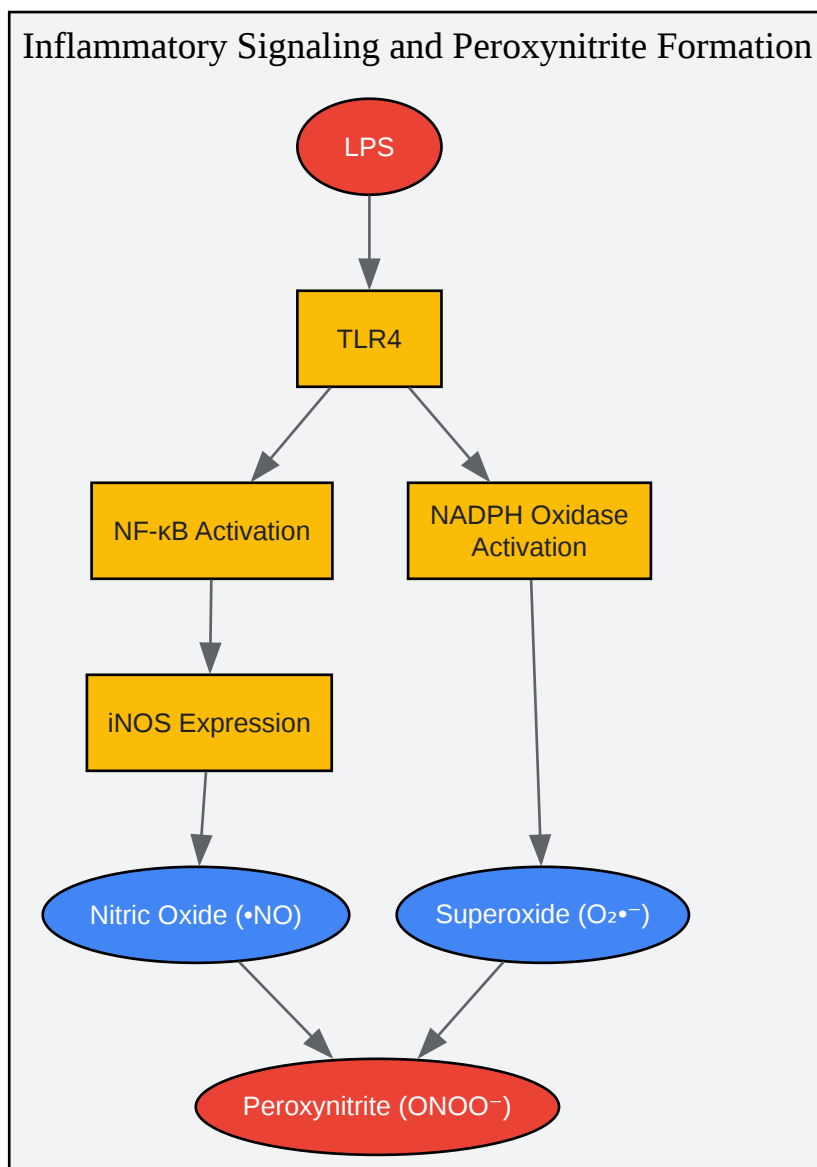 Inflammatory Signaling and Peroxynitrite Formation
LPS
TLR4
NF-κB Activation
NADPH Oxidase
Activation
iNOS Expression
Nitric Oxide (•NO)
Superoxide (O₂•⁻)
Peroxynitrite (ONOO⁻)